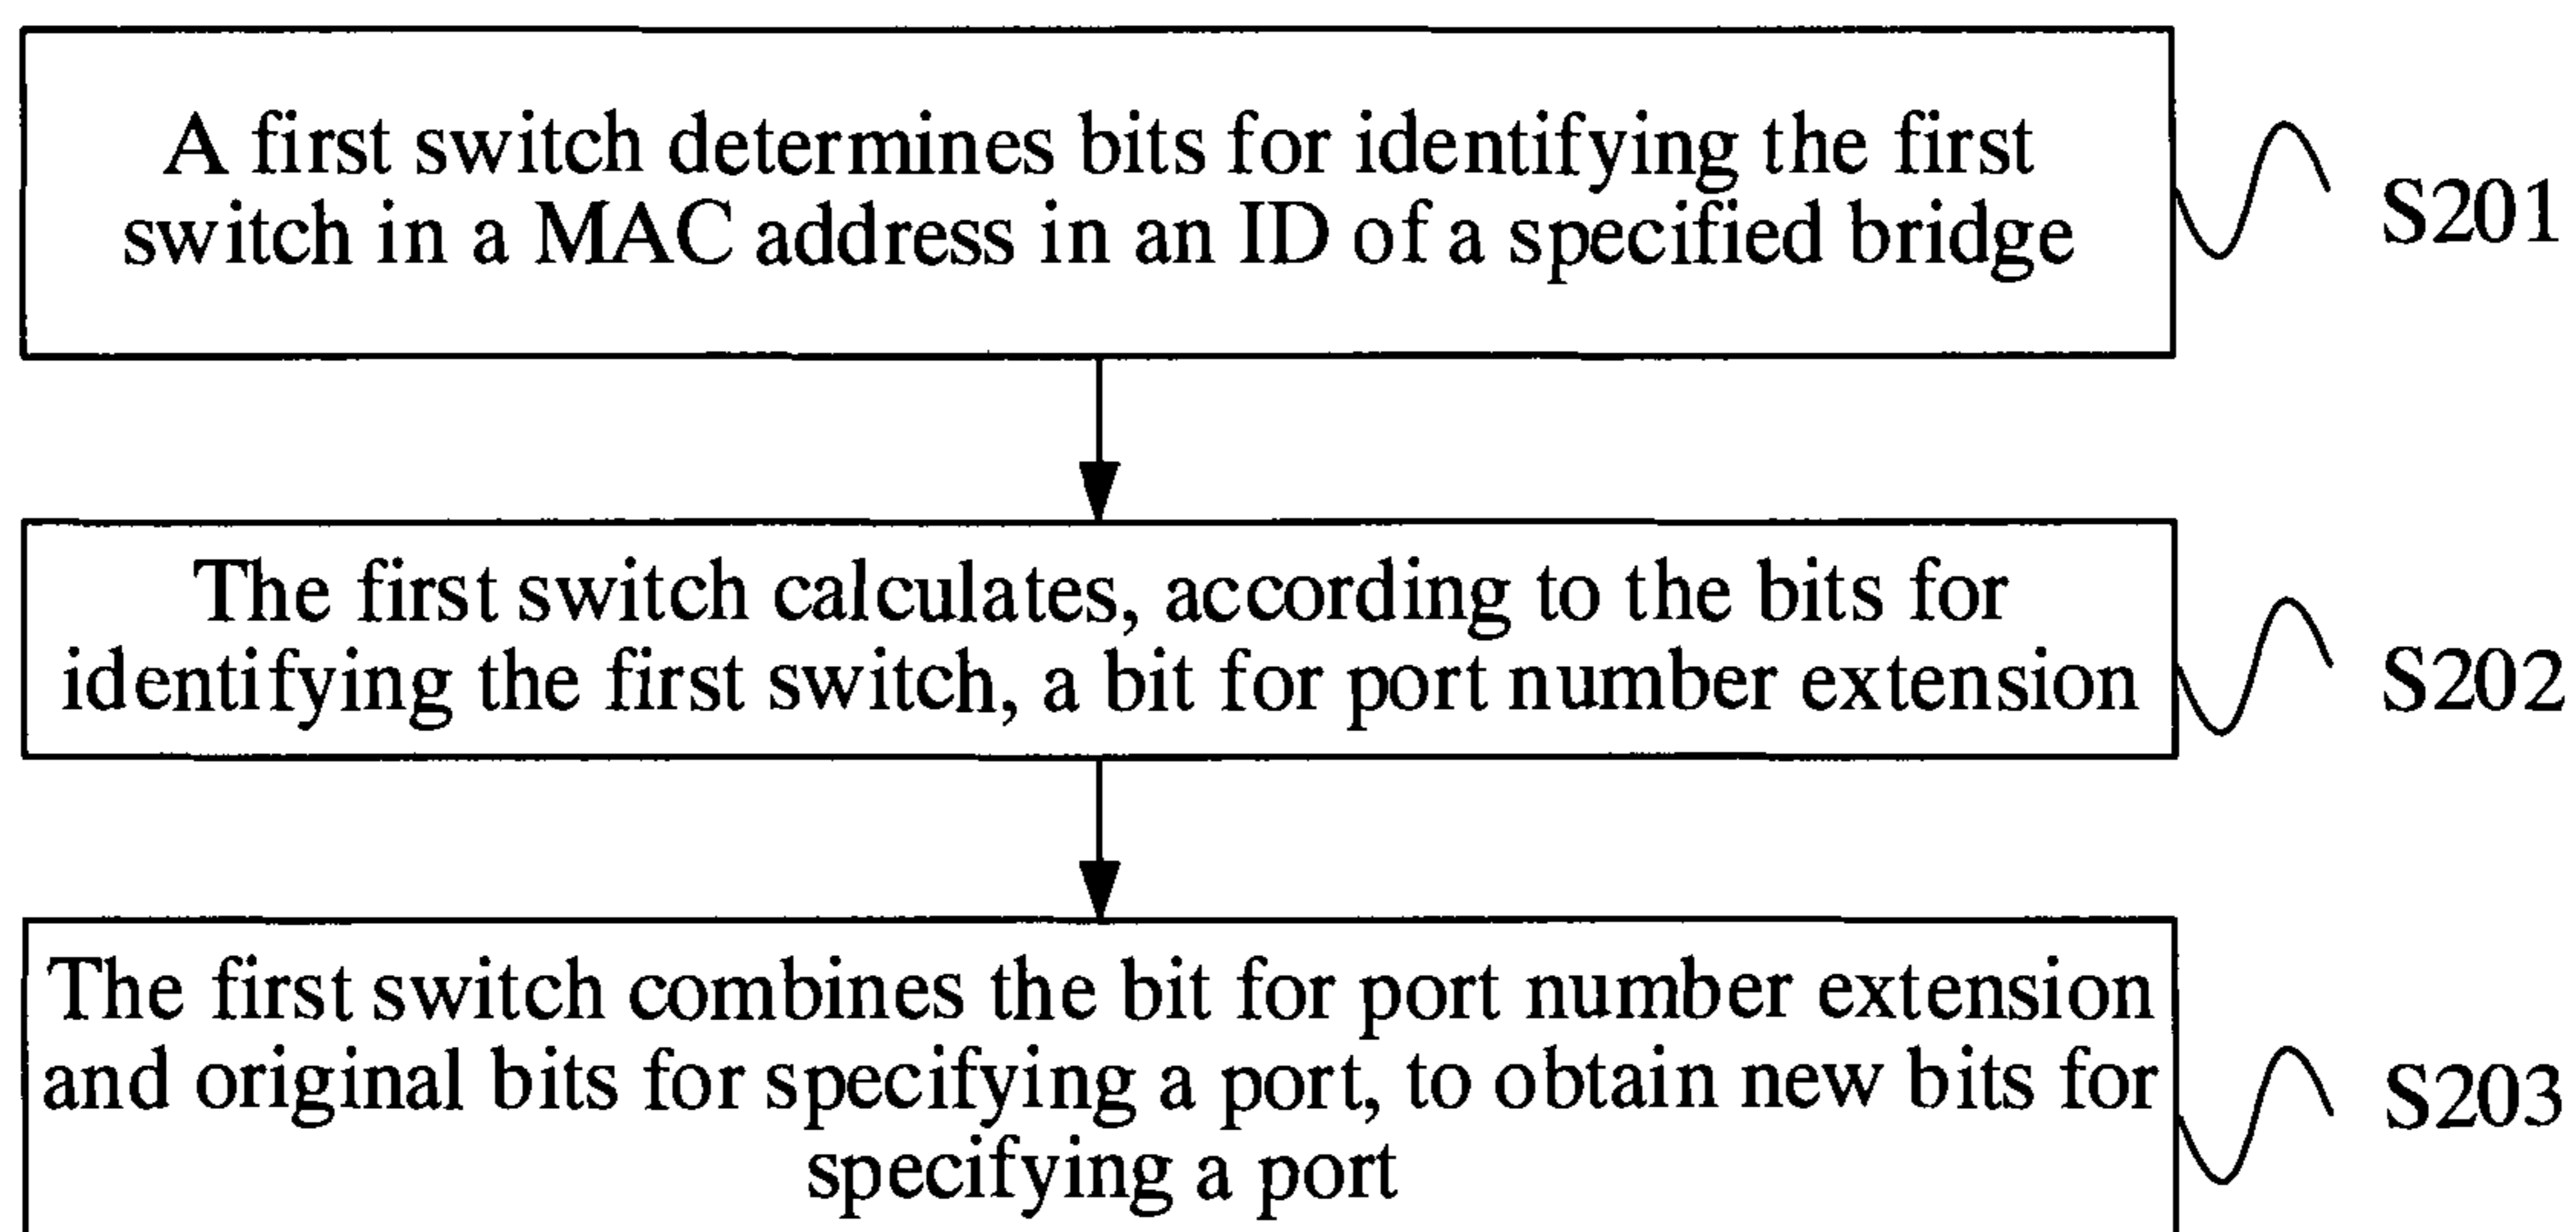 A first switch determines bits for identifying the first
switch in a MAC address in an ID of a specified bridge
S201
The first switch calculates, according to the bits for
identifying the first switch, a bit for port number extension
S202
The first switch combines the bit for port number extension
and original bits for specifying a port, to obtain new bits for
specifying a port
S203